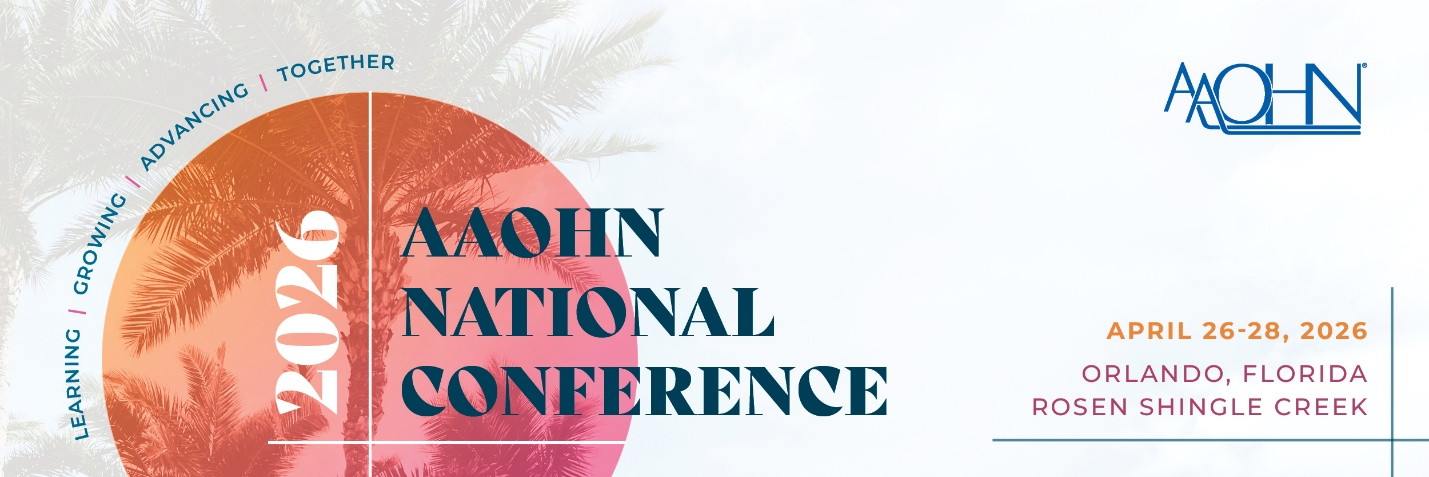 LEARNING | GROWING | ADVANCING | TOGETHER
2026
AAOHN
NATIONAL
CONFERENCE
AAOHN®
APRIL 26-28, 2026
ORLANDO, FLORIDA
ROSEN SHINGLE CREEK